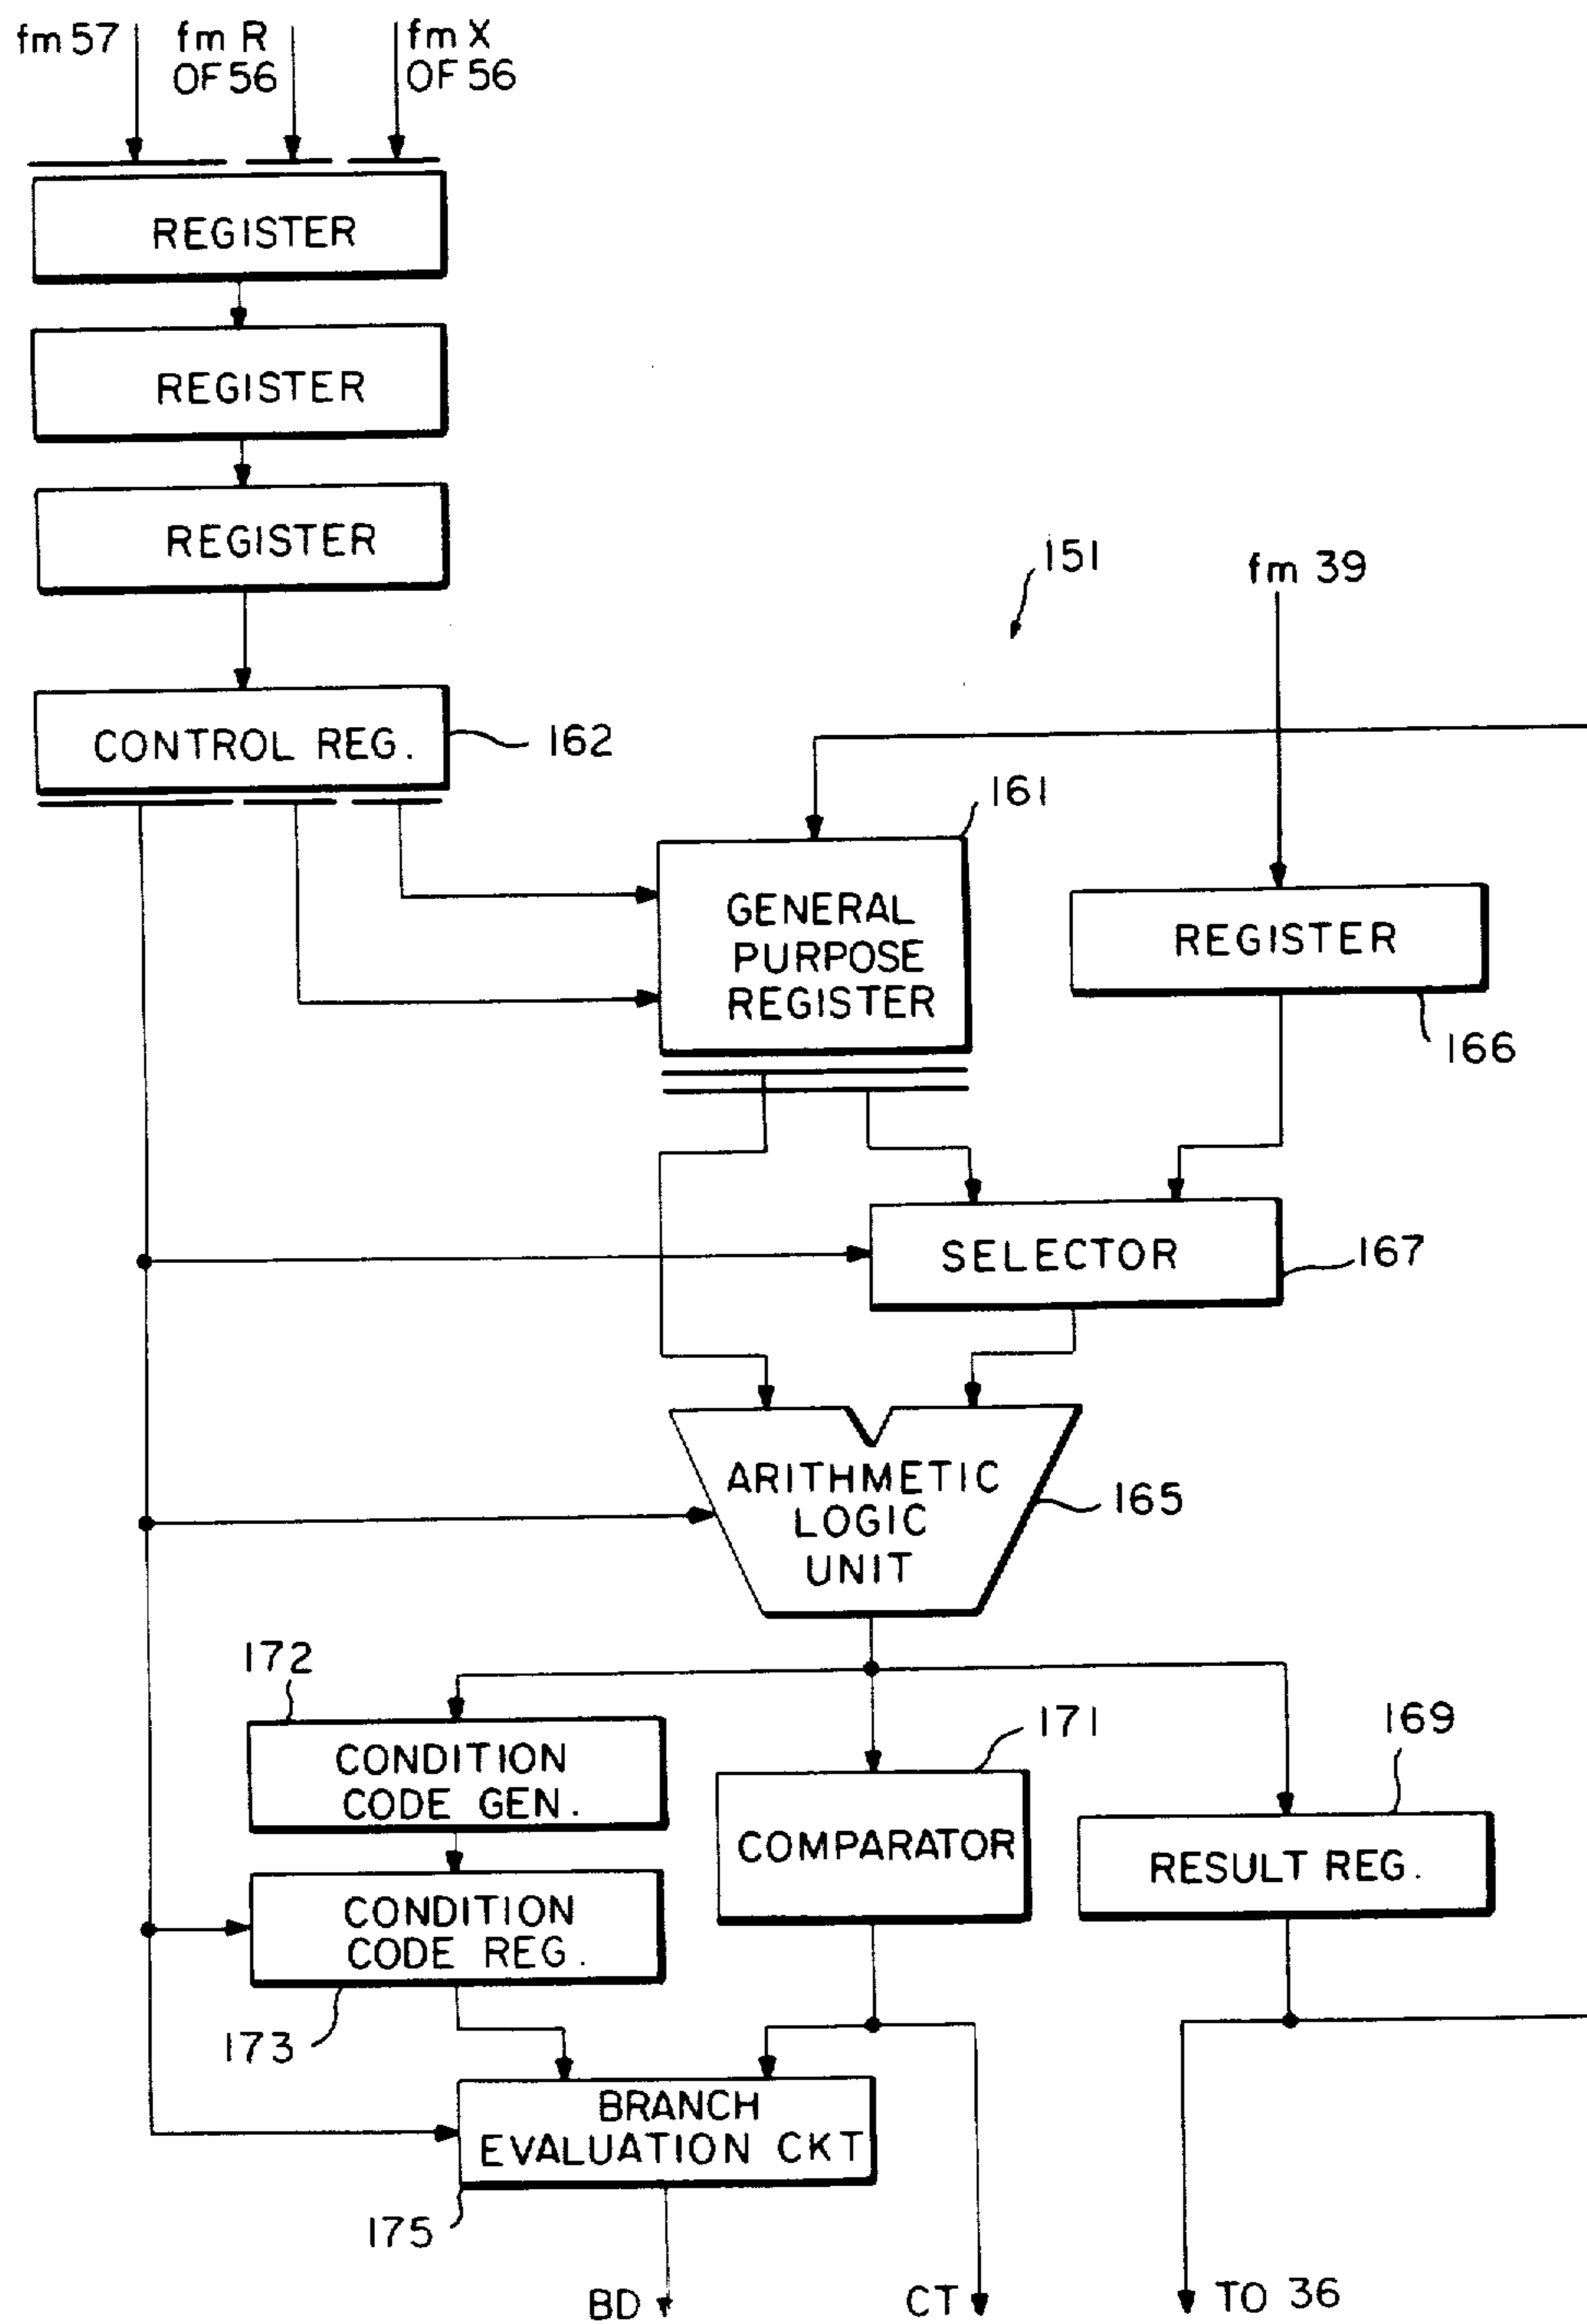 fm 57
fm R
OF 56
fm X
OF 56
REGISTER
REGISTER
REGISTER
151
fm 39
CONTROL REG.
162
161
GENERAL
PURPOSE
REGISTER
REGISTER
166
SELECTOR
167
ARITHMETIC
LOGIC
UNIT
165
172
CONDITION
CODE GEN.
171
COMPARATOR
169
RESULT REG.
CONDITION
CODE REG.
173
BRANCH
EVALUATION CKT
175
BD
CT
TO 36